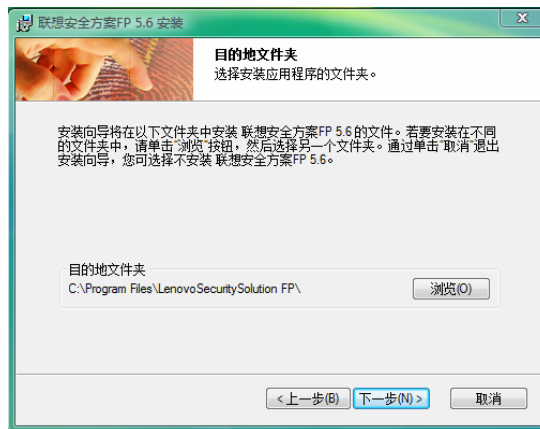 联想安全方案FP 5.6 安装
目的地文件夹
选择安装应用程序的文件夹。
安装向导将在以下文件夹中安装 联想安全方案FP 5.6 的文件。若要安装在不同
的文件夹中，请单击"浏览"按钮，然后选择另一个文件夹。通过单击"取消"退出
安装向导，您可选择不安装 联想安全方案FP 5.6。
目的地文件夹
C:\Program Files\LenovoSecuritySolution FP\
浏览(O)
<上一步(B) 下一步(N)> 取消